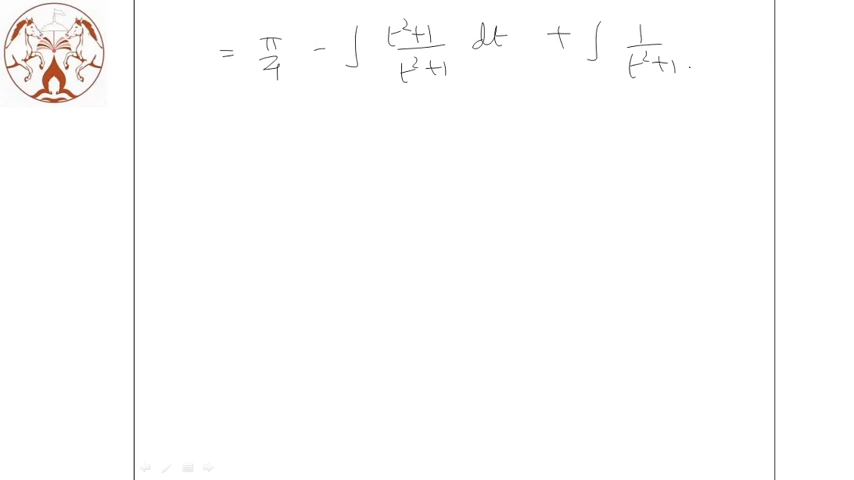 = π/4 - ∫ t²+1/t²+1 dt + ∫ 1/t²+1.